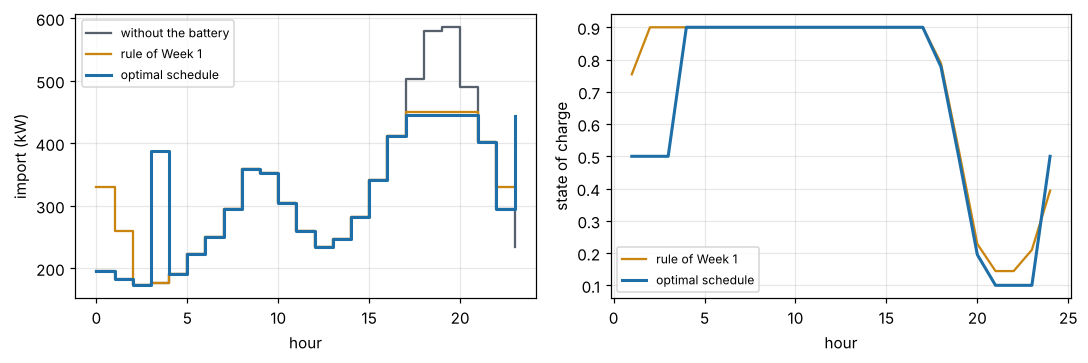 600
500
400
300
200
import (kW)
without the battery
rule of Week 1
optimal schedule
0
5
10
15
20
hour
0.9
0.8
0.7
0.6
0.5
0.4
0.3
0.2
0.1
state of charge
rule of Week 1
optimal schedule
0
5
10
15
20
25
hour